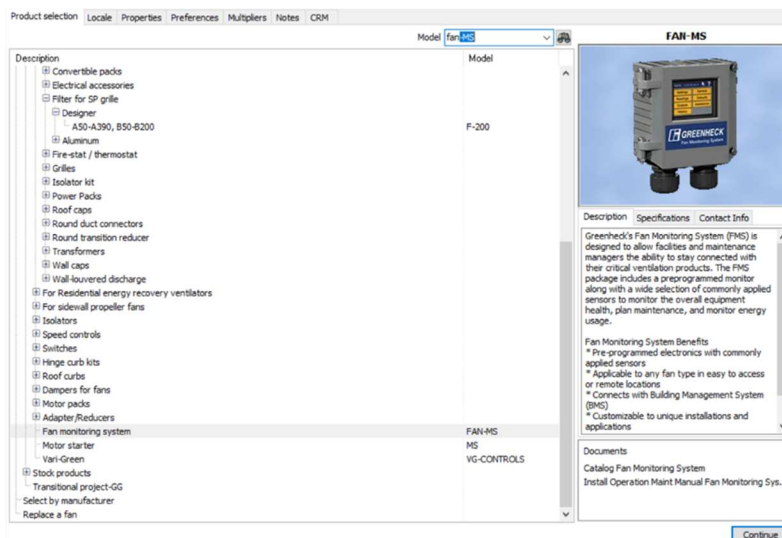 Product selection Locale Properties Preferences Multipliers Notes CRM
Model fan-MS
Description Model
Convertible packs
Electrical accessories
Filter for SP grille
Designer
A50-A390, B50-B200 F-200
Aluminum
Fire-stat / thermostat
Grilles
Isolator kit
Power Packs
Roof caps
Round duct connectors
Round transition reducer
Transformers
Wall caps
Wall-louvered discharge
For Residential energy recovery ventilators
For sidewall propeller fans
Isolators
Speed controls
Switches
Hinge curb kits
Roof curbs
Dampers for fans
Motor packs
Adapter/Reducers
Fan monitoring system FAN-MS
Motor starter MS
Vari-Green VG-CONTROLS
Stock products
Transitional project-GG
Select by manufacturer
Replace a fan
FAN-MS
GREENHECK
Fan Monitoring System
Description Specifications Contact Info
Greenheck's Fan Monitoring System (FMS) is
designed to allow facilities and maintenance
managers the ability to stay connected with
their critical ventilation products. The FMS
package includes a preprogrammed monitor
along with a wide selection of commonly applied
sensors to monitor the overall equipment
health, plan maintenance, and monitor energy
usage.
Fan Monitoring System Benefits
* Pre-programmed electronics with commonly
applied sensors
* Applicable to any fan type in easy to access
or remote locations
* Connects with Building Management System
(BMS)
* Customizable to unique installations and
applications
Documents
Catalog Fan Monitoring System
Install Operation Maint Manual Fan Monitoring Sys...
Continue